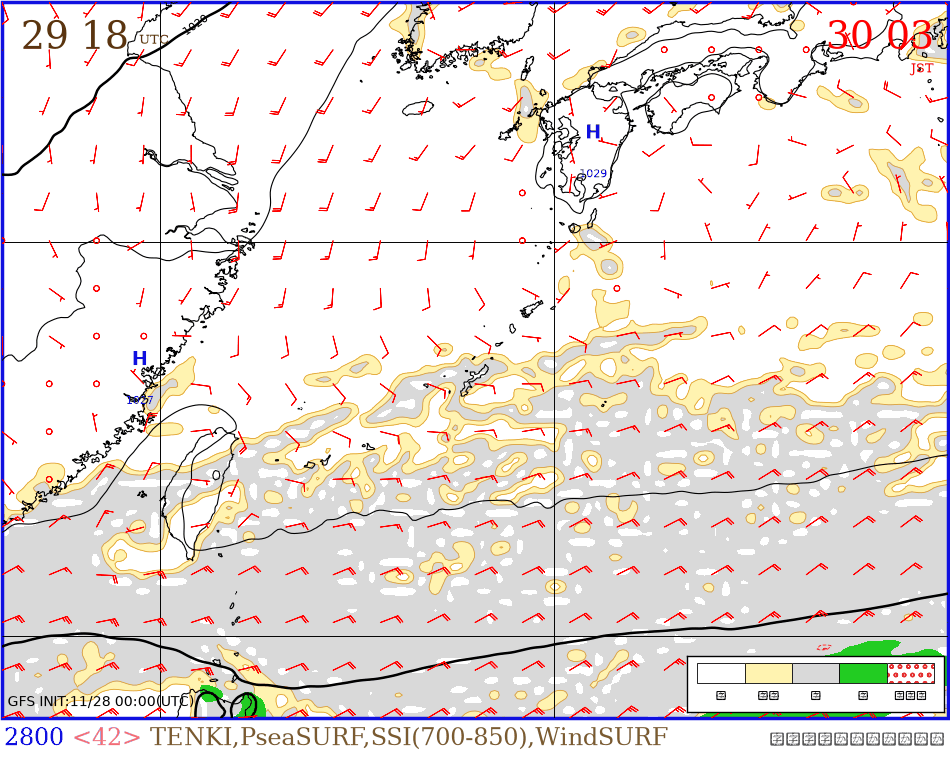 29 18 UTC
30 03
JST
1020
H
1029
H
GFS INIT:11/28 00:00(UTC)
2800 <42> TENKI,PseaSURF,SSI(700-850),WindSURF